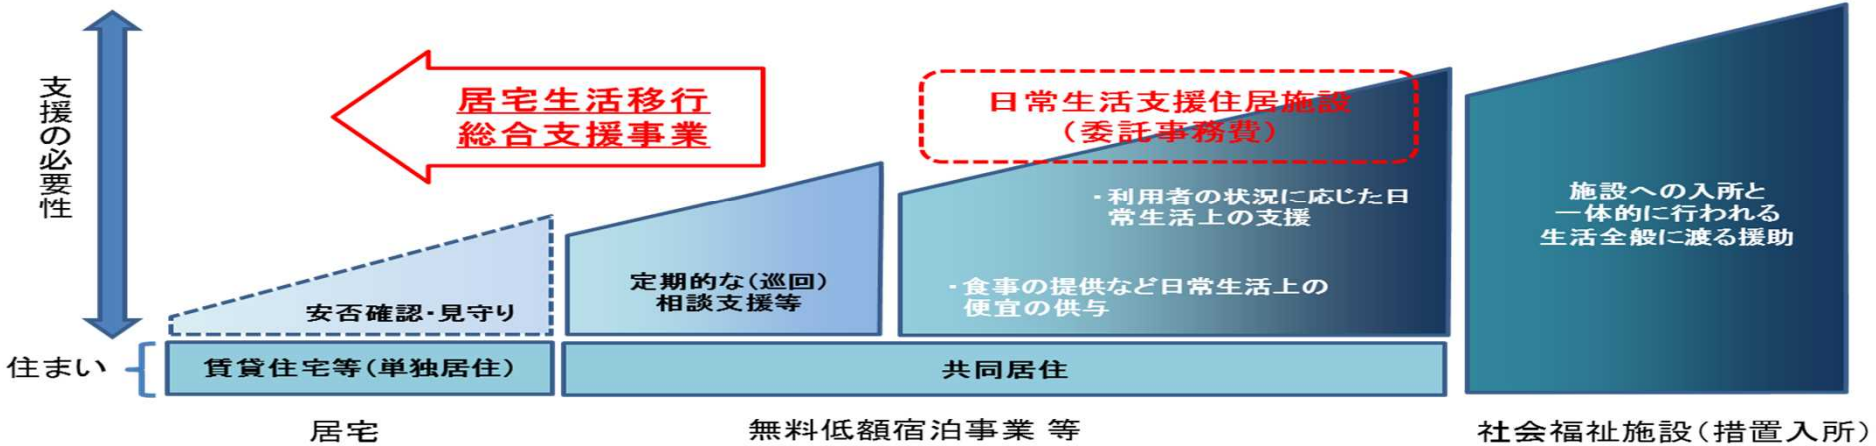 支援の必要性
居宅生活移行
総合支援事業
日常生活支援住居施設
（委託事務費）
・利用者の状況に応じた日
常生活上の支援
・食事の提供など日常生活上の
便宜の供与
施設への入所と
一体的に行われる
生活全般に渡る援助
定期的な（巡回）
相談支援等
安否確認・見守り
住まい
賃貸住宅等（単独居住）
共同居住
居宅
無料低額宿泊事業 等
社会福祉施設（措置入所）